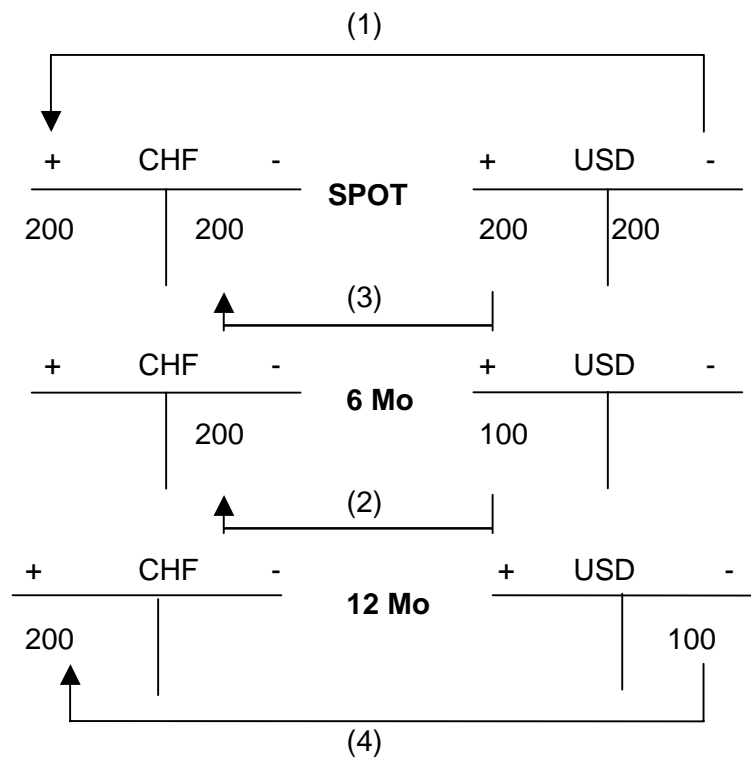 (1)
+ CHF - + USD -
SPOT
200 200 200 200
(3)
+ CHF - + USD -
6 Mo
200 100
(2)
+ CHF - + USD -
12 Mo
200 100
(4)